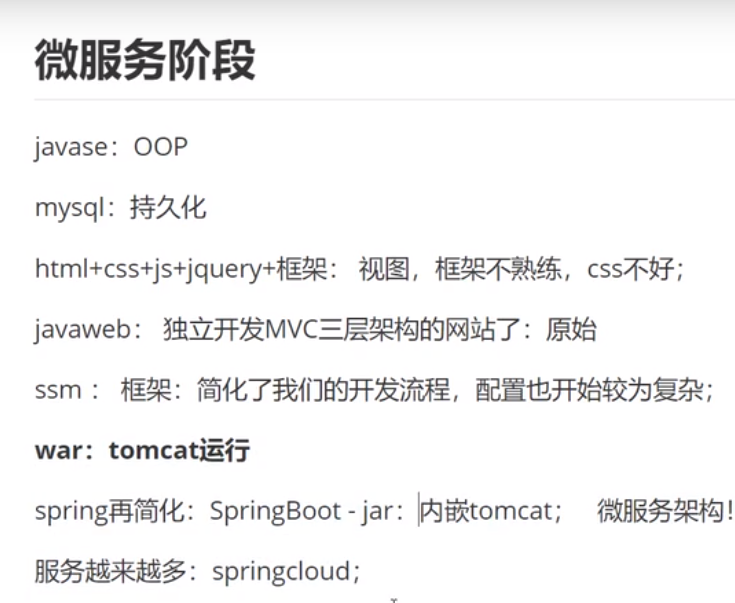 微服务阶段
javase：OOP
mysql：持久化
html+css+js+jquery+框架： 视图，框架不熟练，css不好；
javaweb： 独立开发MVC三层架构的网站了：原始
ssm ： 框架：简化了我们的开发流程，配置也开始较为复杂；
war：tomcat运行
spring再简化：SpringBoot - jar：内嵌tomcat； 微服务架构！
服务越来越多：springcloud；